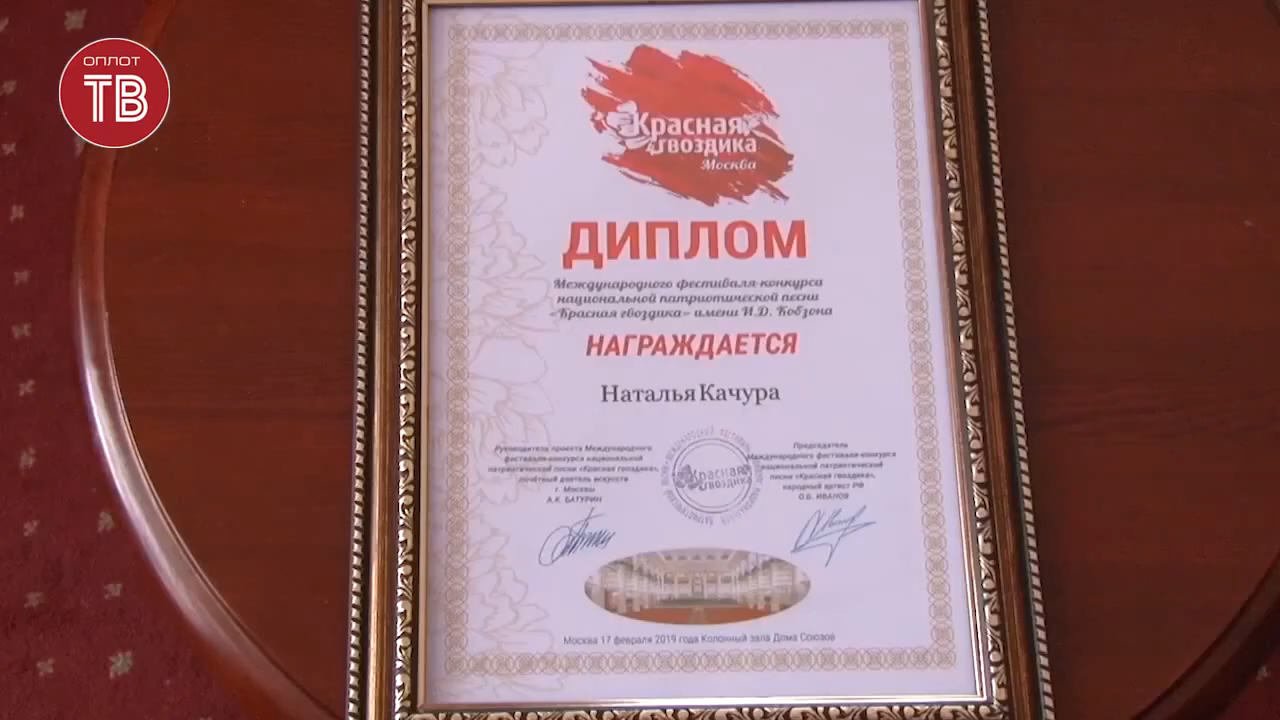 ОПЛОТ
ТВ
Красная
гвоздика
Москва
ДИПЛОМ
Международного фестиваля-конкурса
национальной патриотической песни
«Красная гвоздика» имени И.Д. Кобзона
НАГРАЖДАЕТСЯ
Наталья Качура
Руководитель проекта Международного
фестиваля-конкурса национальной
патриотической песни «Красная гвоздика»,
почётный деятель искусств
г. Москвы
А.К. БАТУРИН
Красная
гвоздика
Председатель
Международного фестиваля-конкурса
национальной патриотической
песни «Красная гвоздика»,
народный артист РФ
О.Б. ИВАНОВ
Москва 17 февраля 2019 года Колонный зала Дома Союзов